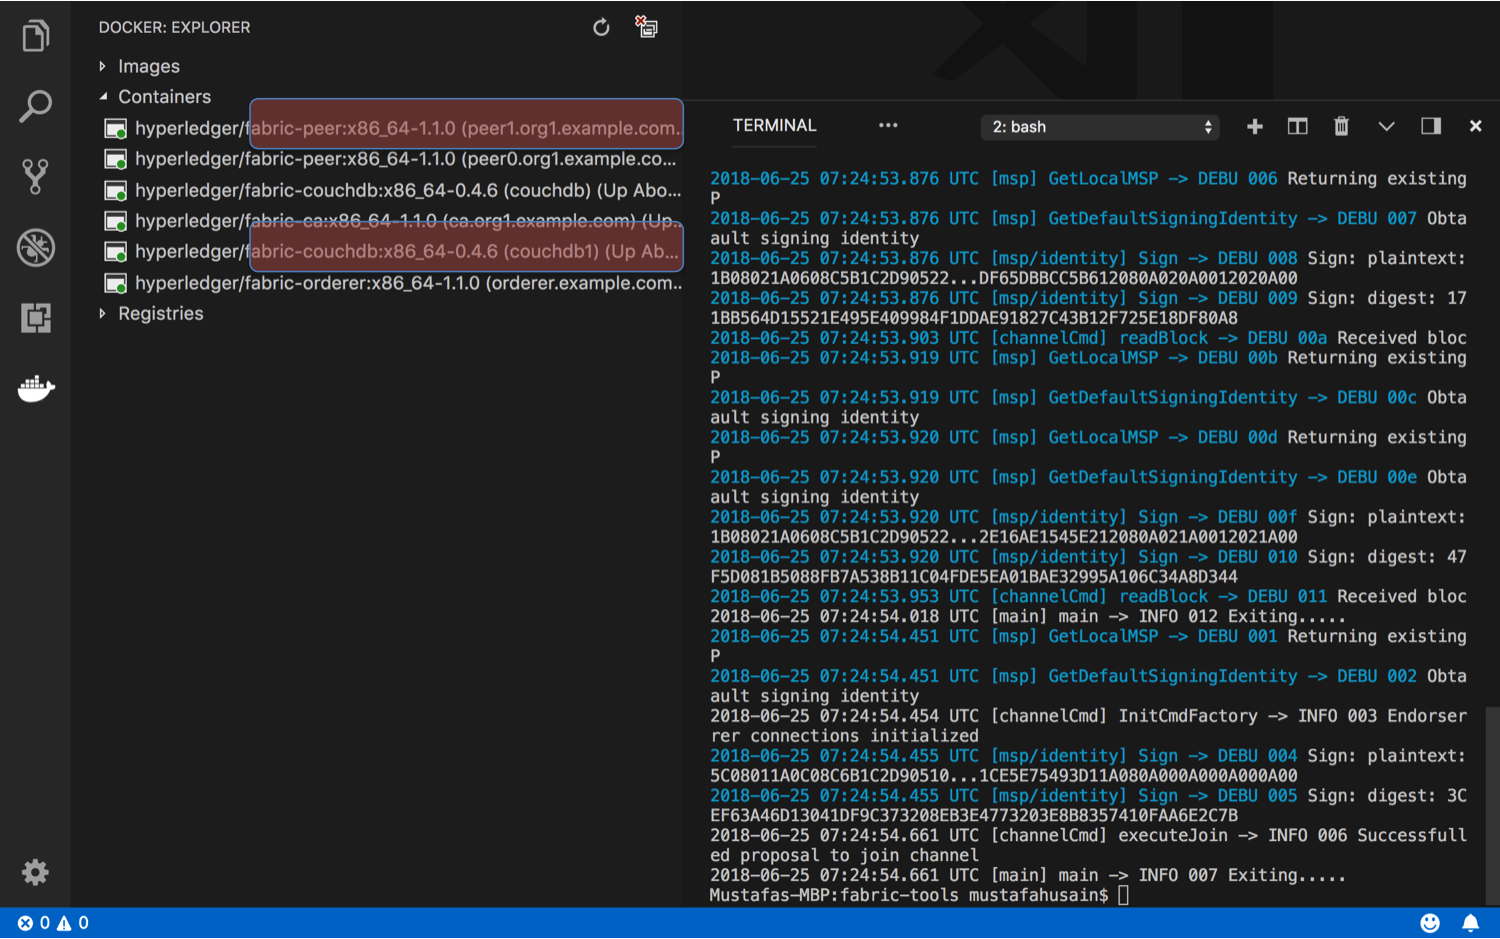 DOCKER: EXPLORER
Images
Containers
hyperledger/fabric-peer:x86_64-1.1.0 (peer1.org1.example.com...
hyperledger/fabric-peer:x86_64-1.1.0 (peer0.org1.example.co...
hyperledger/fabric-couchdb:x86_64-0.4.6 (couchdb) (Up Abo...
hyperledger/fabric-ca:x86_64-1.1.0 (ca.org1.example.com) (Up...
hyperledger/fabric-couchdb:x86_64-0.4.6 (couchdb1) (Up Ab...
hyperledger/fabric-orderer:x86_64-1.1.0 (orderer.example.com...
Registries
TERMINAL
•••
2: bash
2018-06-25 07:24:53.876 UTC [msp] GetLocalMSP -> DEBU 006 Returning existing
P
2018-06-25 07:24:53.876 UTC [msp] GetDefaultSigningIdentity -> DEBU 007 Obta
ault signing identity
2018-06-25 07:24:53.876 UTC [msp/identity] Sign -> DEBU 008 Sign: plaintext:
1B08021A0608C5B1C2D90522...DF65DBBCC5B612080A020A0012020A00
2018-06-25 07:24:53.876 UTC [msp/identity] Sign -> DEBU 009 Sign: digest: 17
1BB564D15521E495E409984F1DDAE91827C43B12F725E18DF80A8
2018-06-25 07:24:53.903 UTC [channelCmd] readBlock -> DEBU 00a Received bloc
2018-06-25 07:24:53.919 UTC [msp] GetLocalMSP -> DEBU 00b Returning existing
P
2018-06-25 07:24:53.919 UTC [msp] GetDefaultSigningIdentity -> DEBU 00c Obta
ault signing identity
2018-06-25 07:24:53.920 UTC [msp] GetLocalMSP -> DEBU 00d Returning existing
P
2018-06-25 07:24:53.920 UTC [msp] GetDefaultSigningIdentity -> DEBU 00e Obta
ault signing identity
2018-06-25 07:24:53.920 UTC [msp/identity] Sign -> DEBU 00f Sign: plaintext:
1B08021A0608C5B1C2D90522...2E16AE1545E212080A021A0012021A00
2018-06-25 07:24:53.920 UTC [msp/identity] Sign -> DEBU 010 Sign: digest: 47
F5D081B5088FB7A538B11C04FDE5EA01BAE32995A106C34A8D344
2018-06-25 07:24:53.953 UTC [channelCmd] readBlock -> DEBU 011 Received bloc
2018-06-25 07:24:54.018 UTC [main] main -> INFO 012 Exiting.....
2018-06-25 07:24:54.451 UTC [msp] GetLocalMSP -> DEBU 001 Returning existing
P
2018-06-25 07:24:54.451 UTC [msp] GetDefaultSigningIdentity -> DEBU 002 Obta
ault signing identity
2018-06-25 07:24:54.454 UTC [channelCmd] InitCmdFactory -> INFO 003 Endorser
rer connections initialized
2018-06-25 07:24:54.455 UTC [msp/identity] Sign -> DEBU 004 Sign: plaintext:
5C08011A0C08C6B1C2D90510...1CE5E75493D11A080A000A000A000A00
2018-06-25 07:24:54.455 UTC [msp/identity] Sign -> DEBU 005 Sign: digest: 3C
EF63A46D13041DF9C373208EB3E4773203E8B8357410FAA6E2C7B
2018-06-25 07:24:54.661 UTC [channelCmd] executeJoin -> INFO 006 Successfull
ed proposal to join channel
2018-06-25 07:24:54.661 UTC [main] main -> INFO 007 Exiting.....
Mustafas-MBP:fabric-tools mustafahusain$
0 0